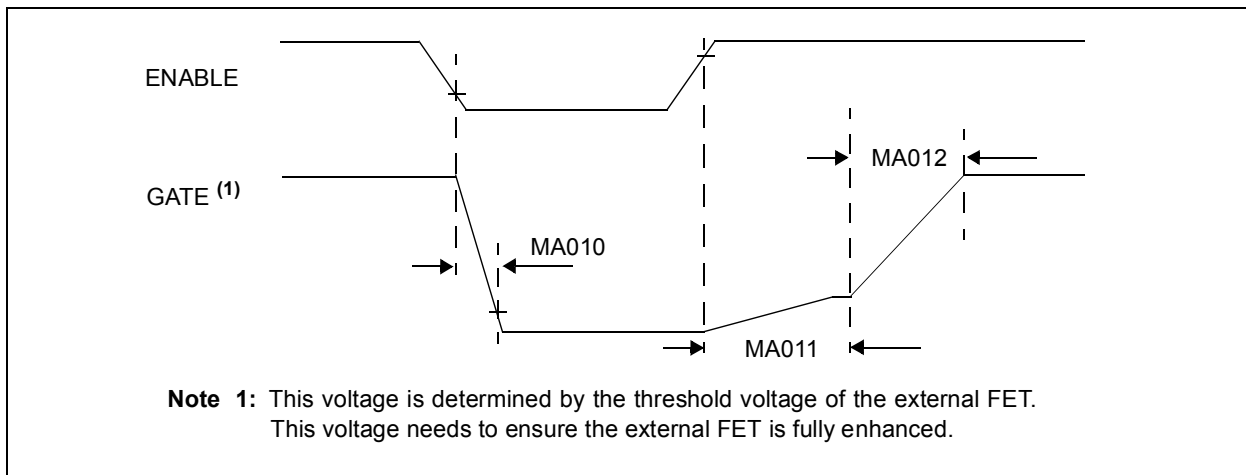 ENABLE
MA012
GATE (1)
MA010
MA011
Note 1: This voltage is determined by the threshold voltage of the external FET.
This voltage needs to ensure the external FET is fully enhanced.